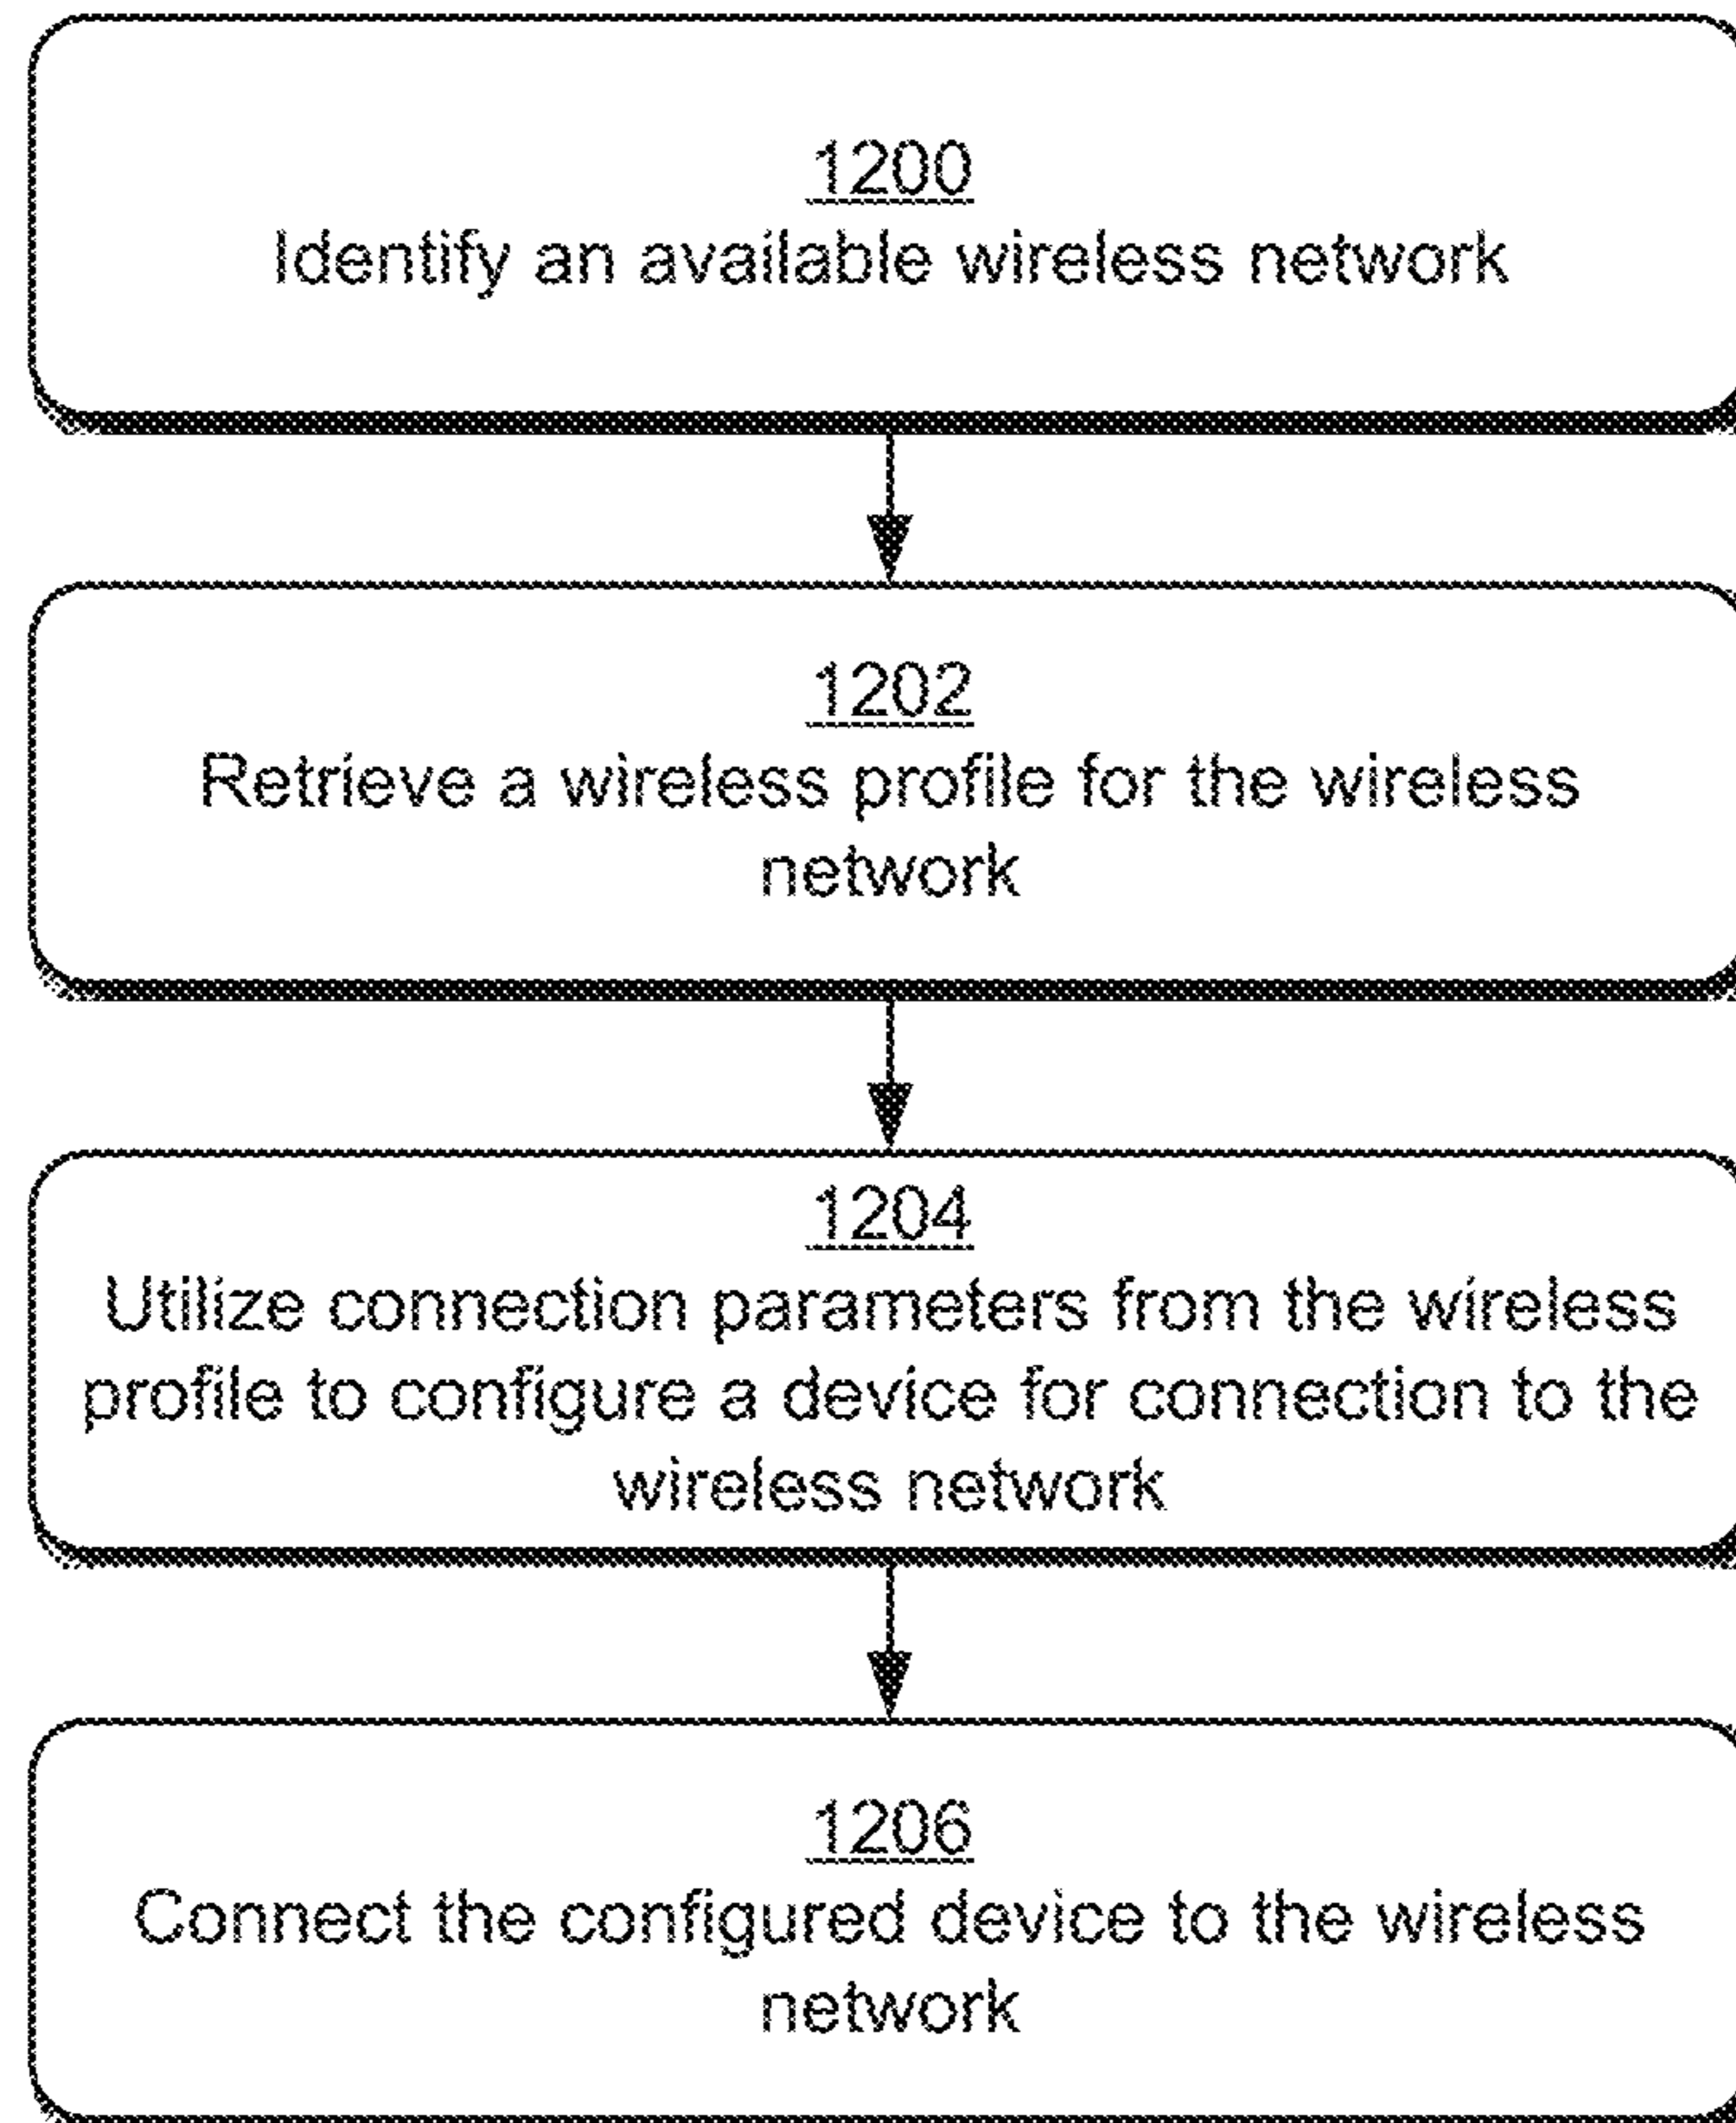 1200
Identify an available wireless network
1202
Retrieve a wireless profile for the wireless
network
1204
Utilize connection parameters from the wireless
profile to configure a device for connection to the
wireless network
1206
Connect the configured device to the wireless
network